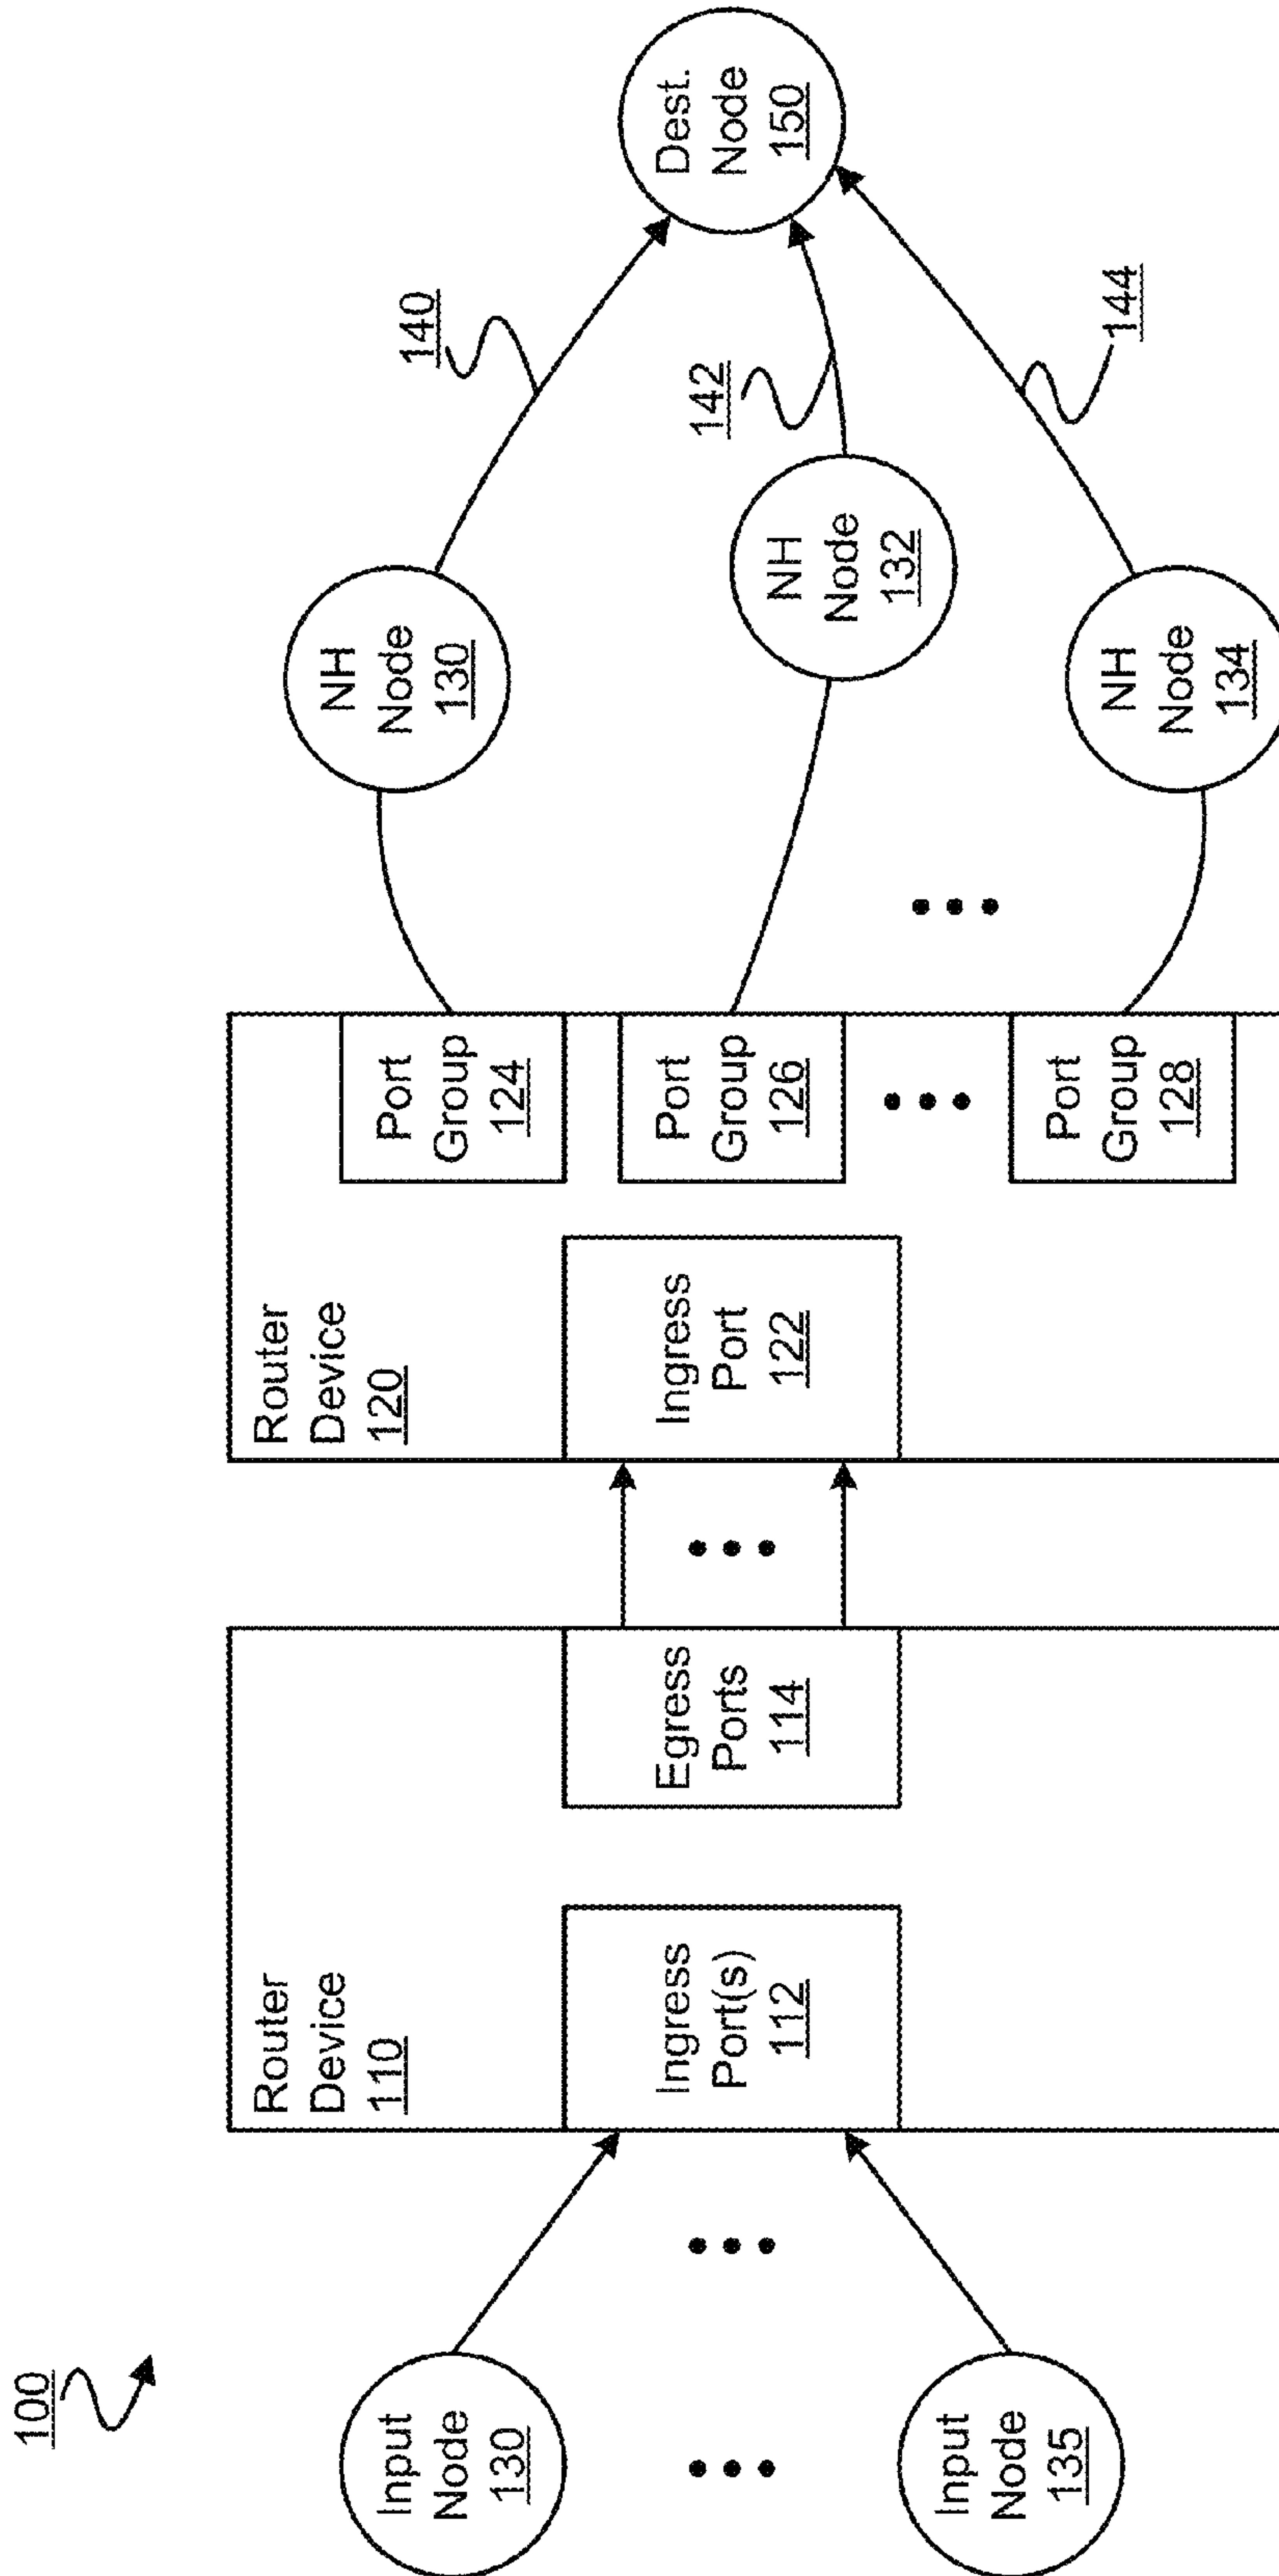 100
Input
Node
130
Input
Node
135
Router
Device
110
Ingress
Port(s)
112
Egress
Ports
114
Router
Device
120
Ingress
Port
122
Port
Group
124
Port
Group
126
Port
Group
128
NH
Node
130
NH
Node
132
NH
Node
134
140
142
144
Dest.
Node
150